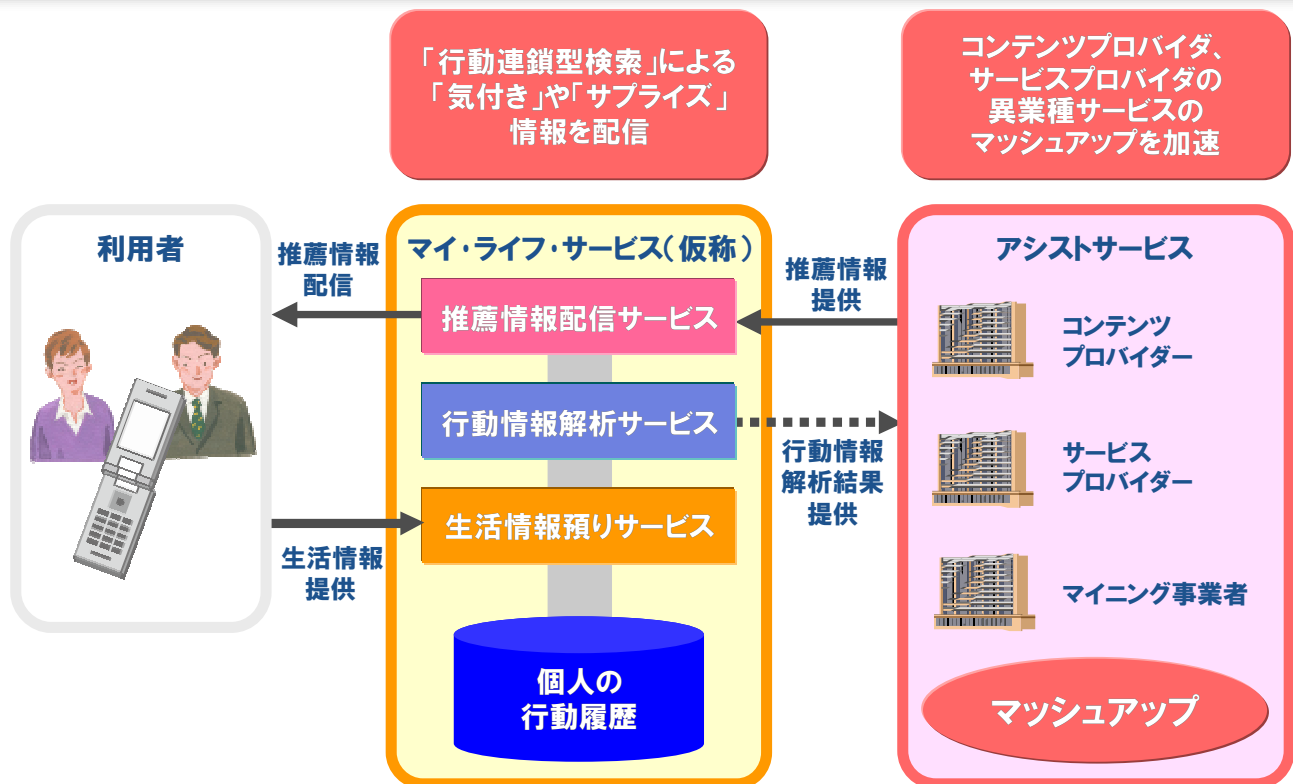 「行動連鎖型検索」による
「気付き」や「サプライズ」
情報を配信
コンテンツプロバイダ、
サービスプロバイダの
異業種サービスの
マッシュアップを加速
利用者
推薦情報
配信
生活情報
提供
マイ・ライフ・サービス(仮称)
推薦情報配信サービス
行動情報解析サービス
生活情報預りサービス
個人の
行動履歴
推薦情報
提供
行動情報
解析結果
提供
アシストサービス
コンテンツ
プロバイダー
サービス
プロバイダー
マイニング事業者
マッシュアップ